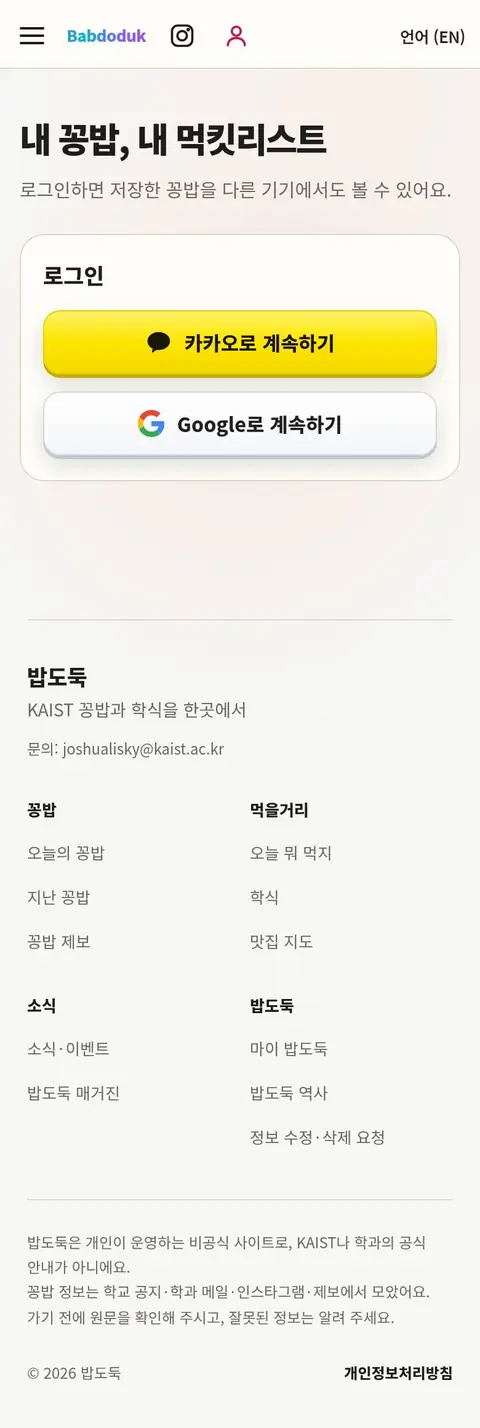 Babdoduk
언어 (EN)
내 꽁밥, 내 먹킷리스트
로그인하면 저장한 꽁밥을 다른 기기에서도 볼 수 있어요.
로그인
카카오로 계속하기
Google로 계속하기
밥도둑
KAIST 꽁밥과 학식을 한곳에서
문의: joshualisky@kaist.ac.kr
꽁밥
오늘의 꽁밥
지난 꽁밥
꽁밥 제보
먹을거리
오늘 뭐 먹지
학식
맛집 지도
소식
소식·이벤트
밥도둑 매거진
밥도둑
마이 밥도둑
밥도둑 역사
정보 수정·삭제 요청
밥도둑은 개인이 운영하는 비공식 사이트로, KAIST나 학과의 공식
안내가 아니에요.
꽁밥 정보는 학교 공지·학과 메일·인스타그램·제보에서 모았어요.
가기 전에 원문을 확인해 주시고, 잘못된 정보는 알려 주세요.
© 2026 밥도둑
개인정보처리방침